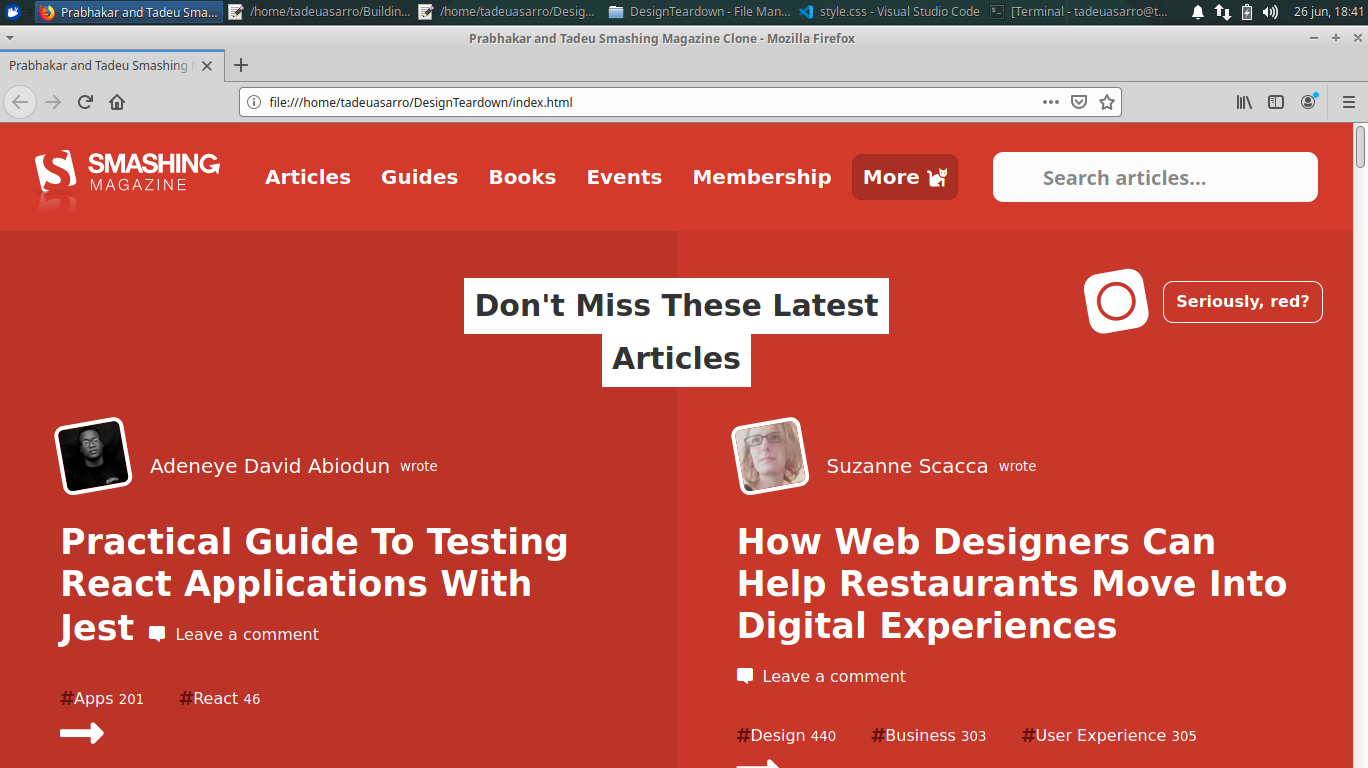 Prabhakar and Tadeu Sma...
/home/tadeuasarro/Buildin...
/home/tadeuasarro/Desig...
DesignTeardown - File Man...
style.css - Visual Studio Code
[Terminal - tadeuasarro@t...
26 jun, 18:41
Prabhakar and Tadeu Smashing Magazine Clone - Mozilla Firefox
Prabhakar and Tadeu Smashing
file:///home/tadeuasarro/DesignTeardown/index.html
SMASHING
MAGAZINE
Articles
Guides
Books
Events
Membership
More
Search articles...
Don't Miss These Latest
Articles
Seriously, red?
Adeneye David Abiodun wrote
Practical Guide To Testing
React Applications With
Jest Leave a comment
#Apps 201 #React 46
Suzanne Scacca wrote
How Web Designers Can
Help Restaurants Move Into
Digital Experiences
Leave a comment
#Design 440 #Business 303 #User Experience 305